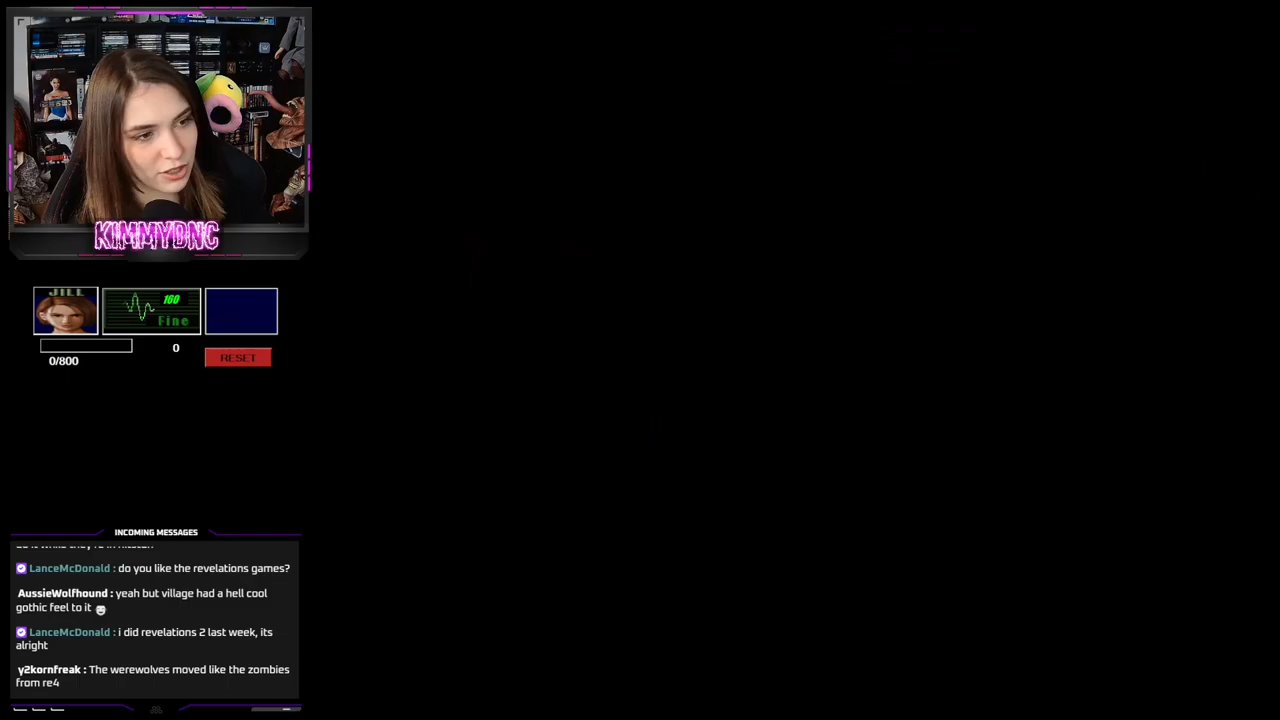 KIMMYDNC
JILL
160
Fine
0
0/800
RESET
INCOMING MESSAGES
LanceMcDonald : do you like the revelations games?
AussieWolfhound : yeah but village had a hell cool
gothic feel to it
LanceMcDonald : i did revelations 2 last week, its
alright
y2kornfreak : The werewolves moved like the zombies
from re4